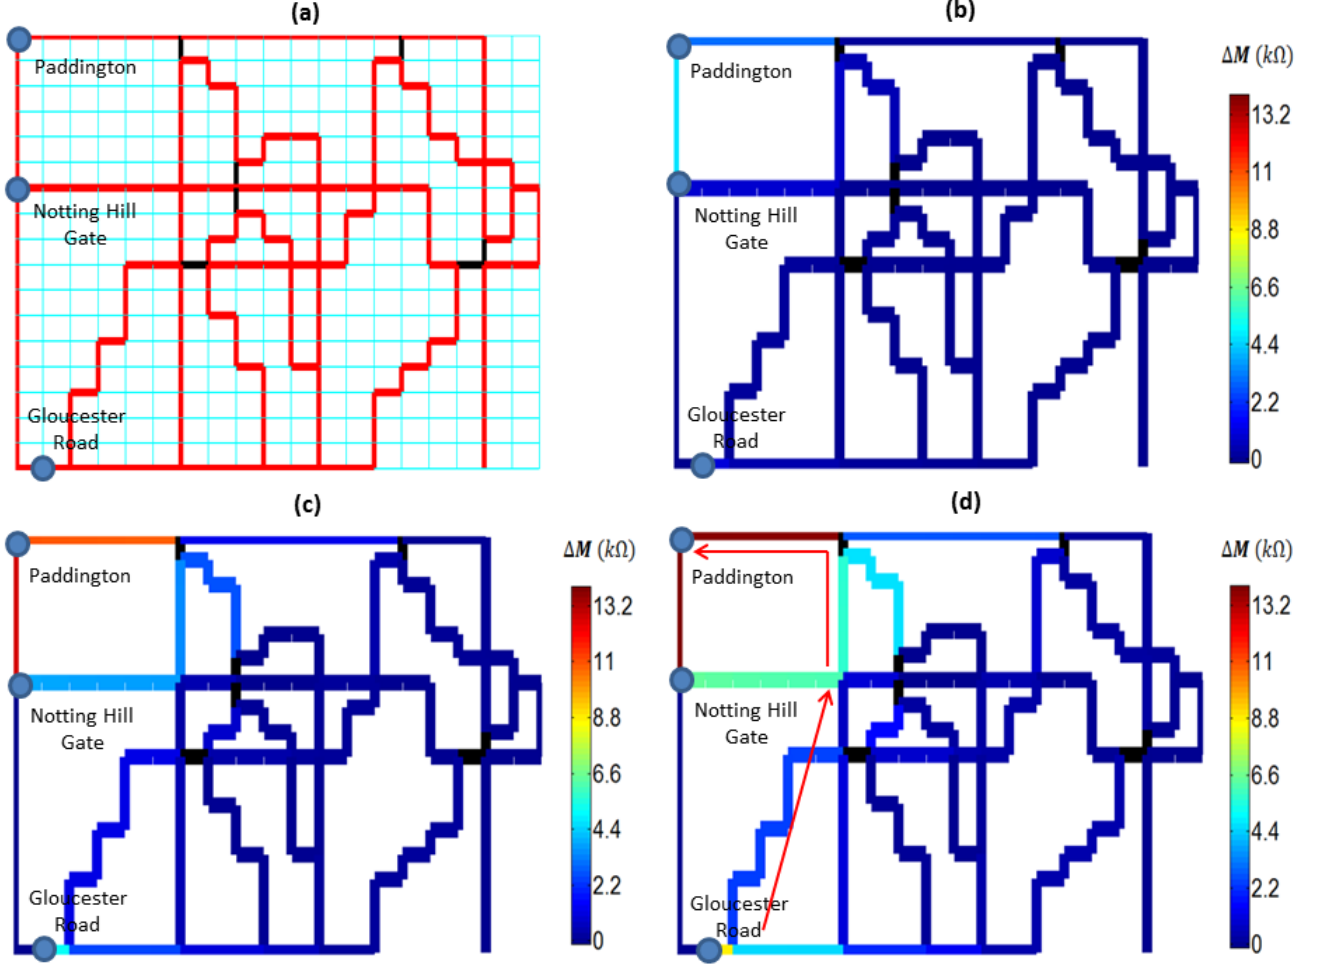 (a)
Paddington
Notting Hill
Gate
Gloucester
Road
(b)
ΔM (kΩ)
Paddington
Notting Hill
Gate
Gloucester
Road
13.2
11
8.8
6.6
4.4
2.2
0
(c)
ΔM (kΩ)
Paddington
Notting Hill
Gate
Gloucester
Road
13.2
11
8.8
6.6
4.4
2.2
0
(d)
ΔM (kΩ)
Paddington
Notting Hill
Gate
Gloucester
Road
13.2
11
8.8
6.6
4.4
2.2
0